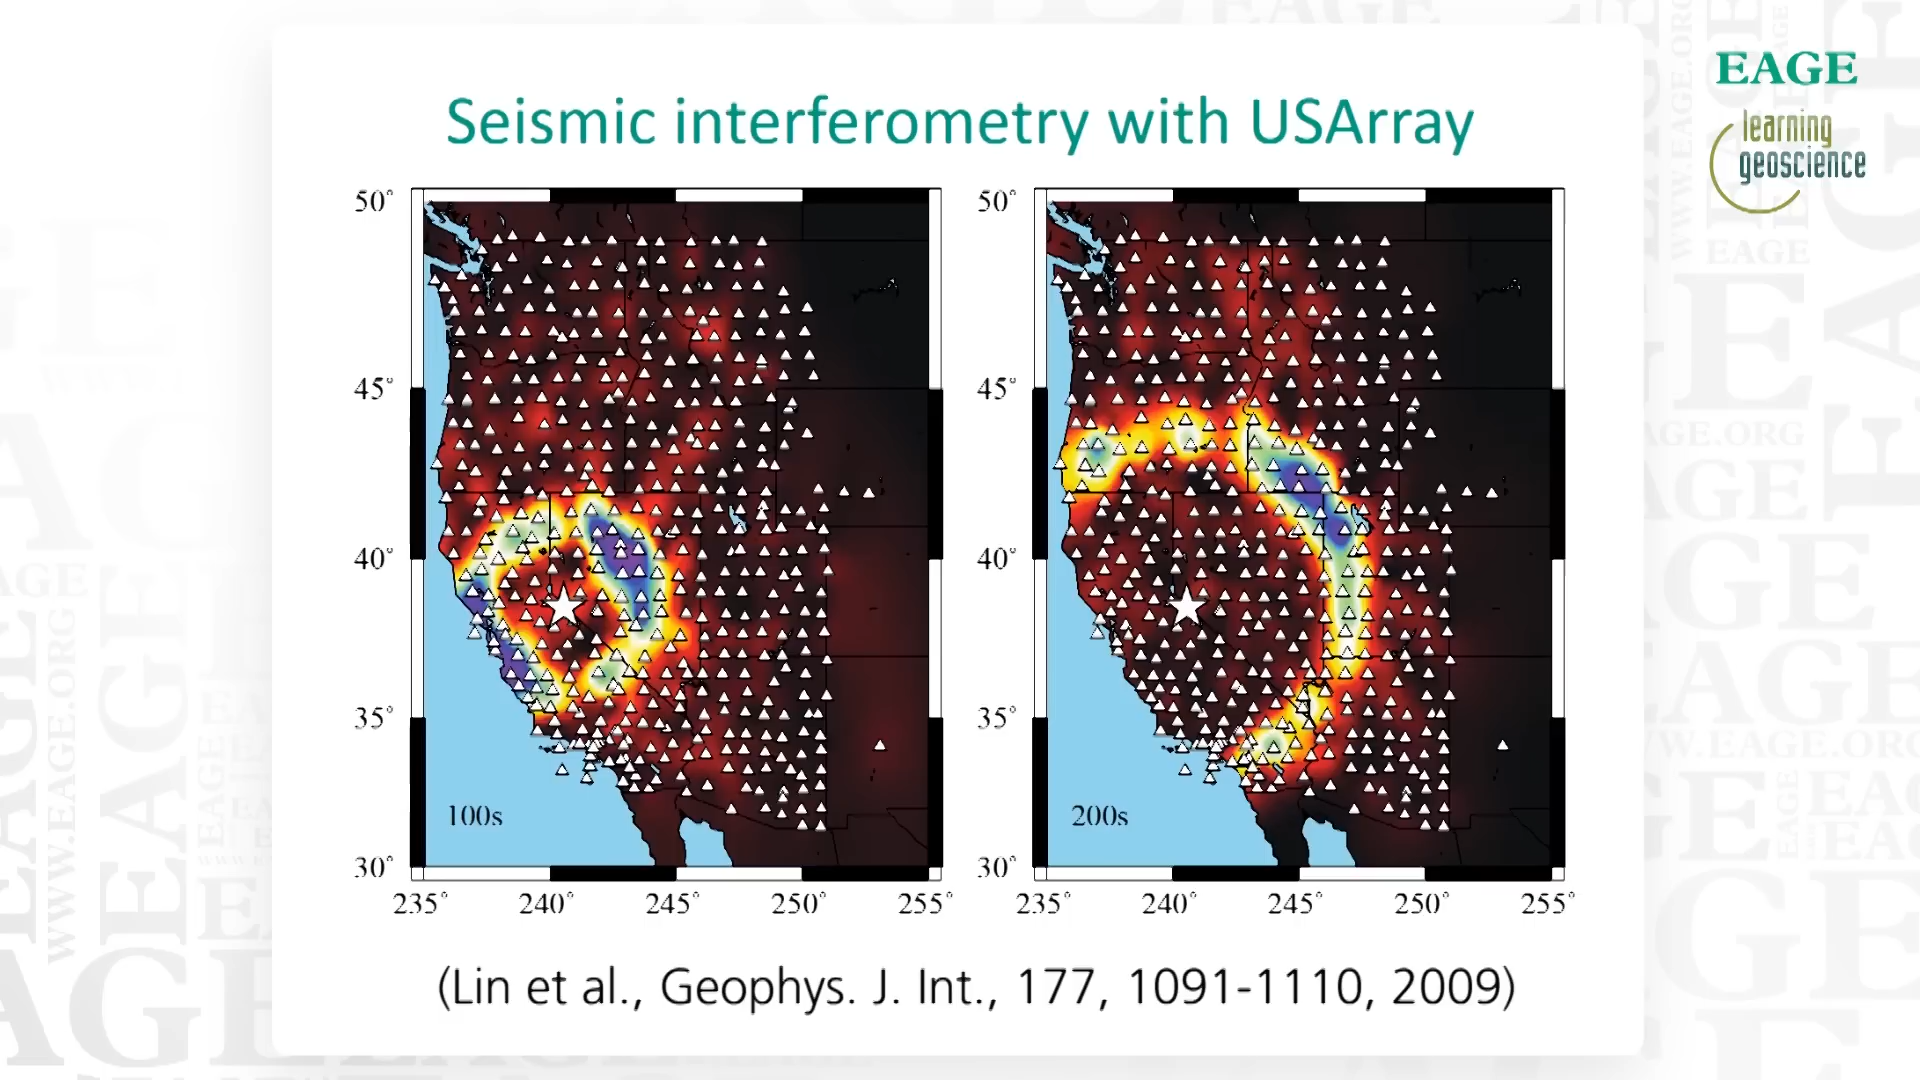 EAGE
learning
geoscience
Seismic interferometry with USArray
50°
45°
40°
35°
30°
235°
240°
245°
250°
255°
100s
50°
45°
40°
35°
30°
235°
240°
245°
250°
255°
200s
(Lin et al., Geophys. J. Int., 177, 1091-1110, 2009)